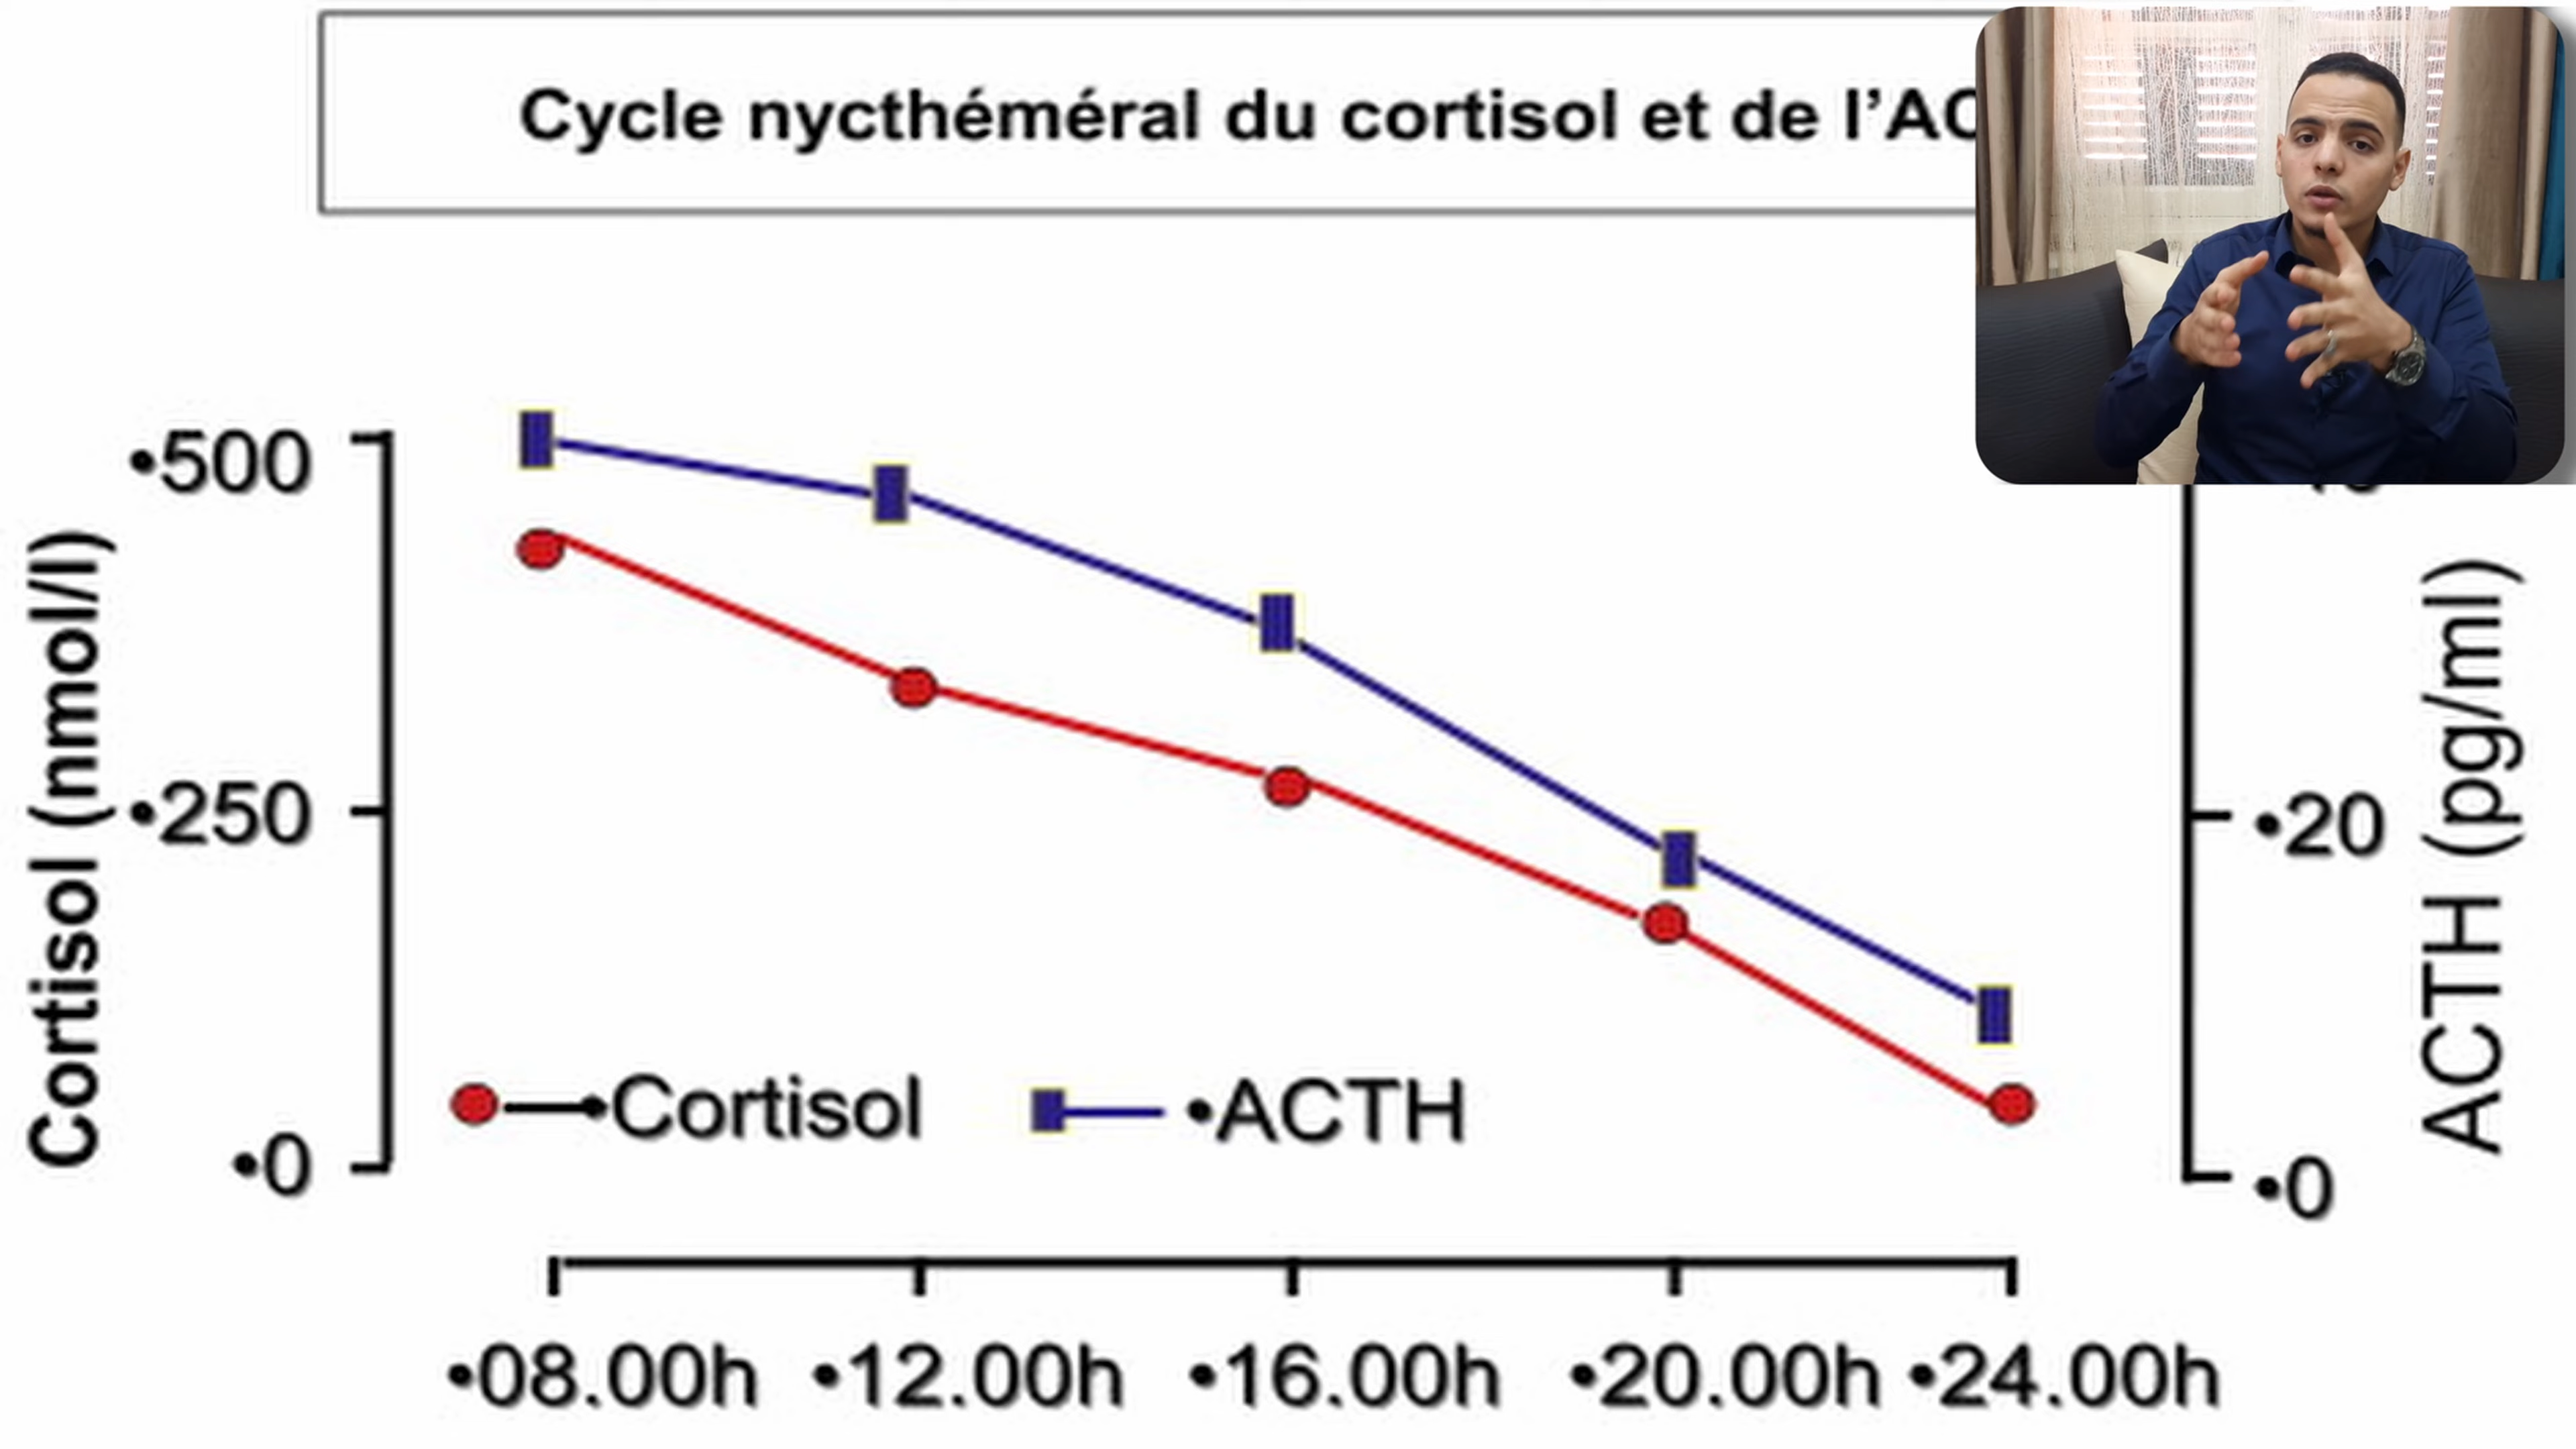 Cycle nycthéméral du cortisol et de l’AC
Cortisol (nmol/l)
•500
•250
•0
•Cortisol
•ACTH
•20
•0
ACTH (pg/ml)
•08.00h •12.00h •16.00h •20.00h •24.00h